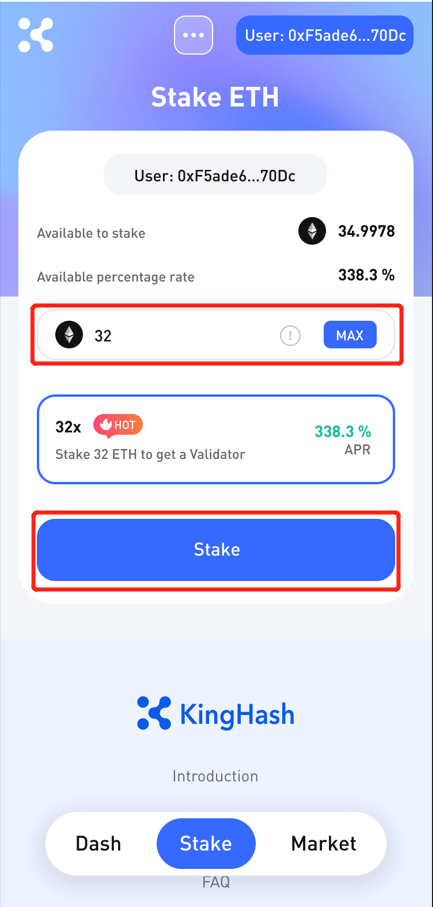 User: 0xF5ade6...70Dc
Stake ETH
User: 0xF5ade6...70Dc
Available to stake 34.9978
Available percentage rate 338.3 %
32 MAX
32x HOT 338.3 %
Stake 32 ETH to get a Validator APR
Stake
KingHash
Introduction
Dash Stake Market
FAQ